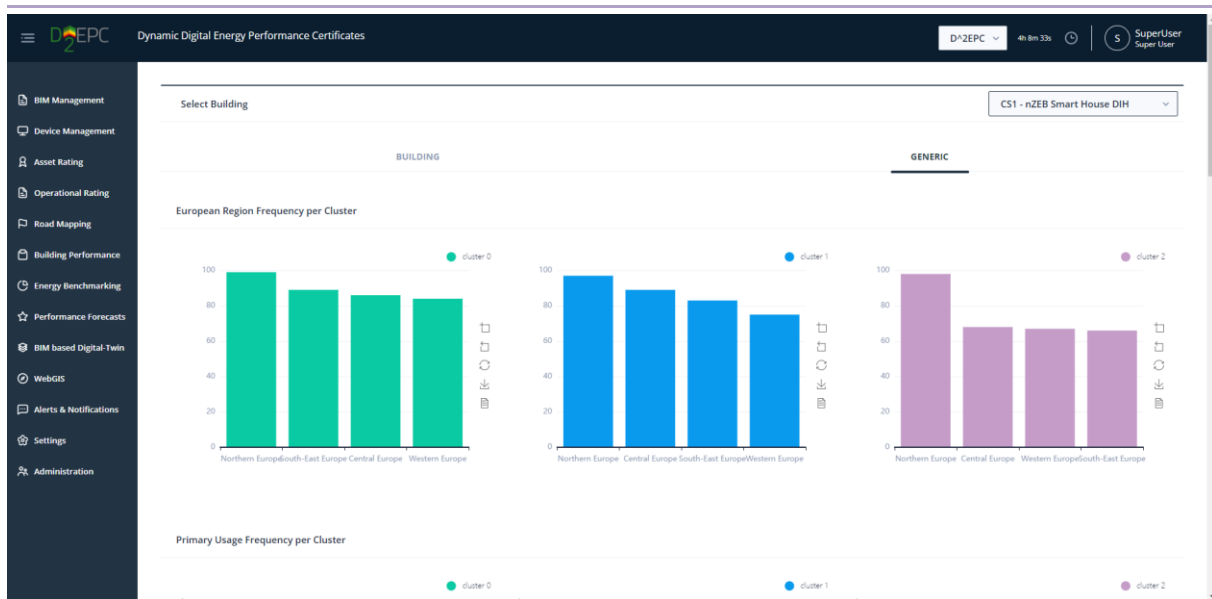 D2EPC
Dynamic Digital Energy Performance Certificates
D^2EPC
4h 8m 33s
S
SuperUser
Super User
BIM Management
Device Management
Asset Rating
Operational Rating
Road Mapping
Building Performance
Energy Benchmarking
Performance Forecasts
BIM based Digital-Twin
WebGIS
Alerts & Notifications
Settings
Administration
Select Building
CS1 - nZEB Smart House DIH
BUILDING
GENERIC
European Region Frequency per Cluster
cluster 0
100
80
60
40
20
0
Northern Europe South-East Europe Central Europe Western Europe
cluster 1
100
80
60
40
20
0
Northern Europe Central Europe South-East Europe Western Europe
cluster 2
100
80
60
40
20
0
Northern Europe Central Europe Western Europe South-East Europe
Primary Usage Frequency per Cluster
cluster 0
cluster 1
cluster 2